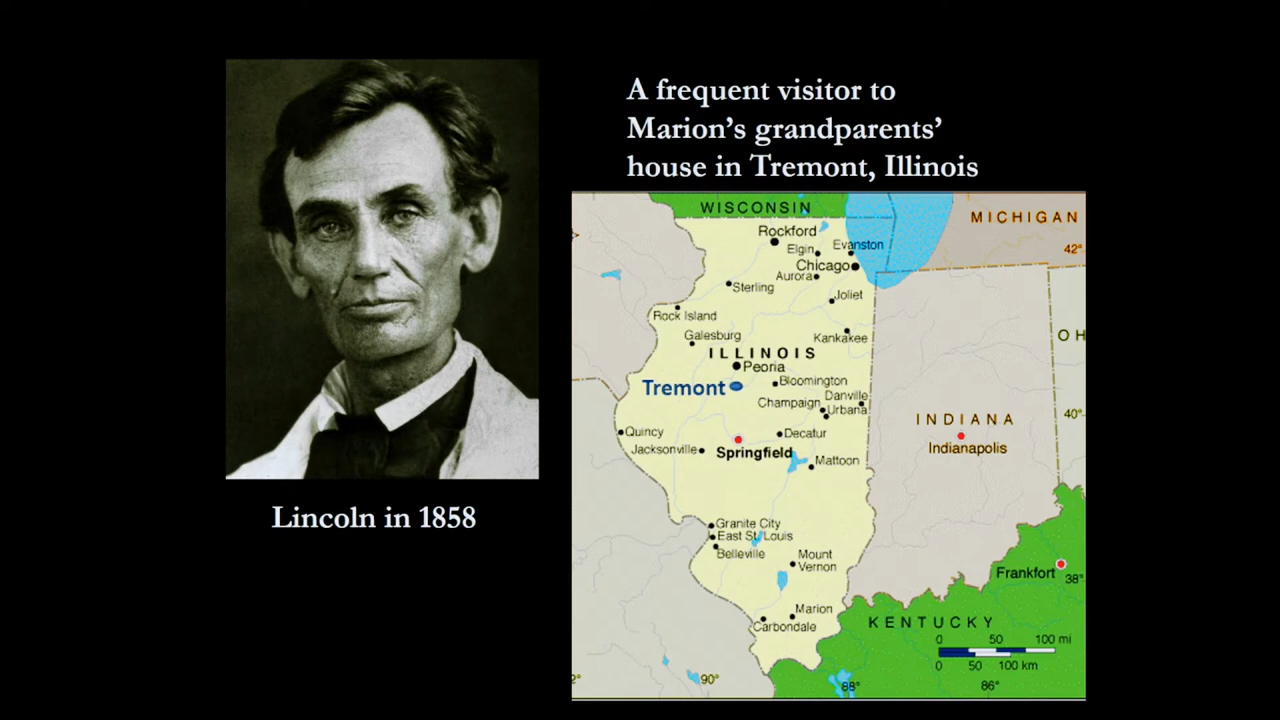 A frequent visitor to
Marion’s grandparents’
house in Tremont, Illinois
Lincoln in 1858
WISCONSIN
MICHIGAN
Rockford
Elgin
Evanston
42°
Chicago
Aurora
Sterling
Joliet
Rock Island
Galesburg
Kankakee
OH
ILLINOIS
Peoria
Tremont
Bloomington
Champaign
Danville
Urbana
40°
INDIANA
Quincy
Decatur
Jacksonville
Springfield
Indianapolis
Mattoon
Granite City
East St. Louis
Belleville
Mount
Vernon
Frankfort
38°
Marion
Carbondale
KENTUCKY
0 50 100 mi
0 50 100 km
2°
90°
88°
86°